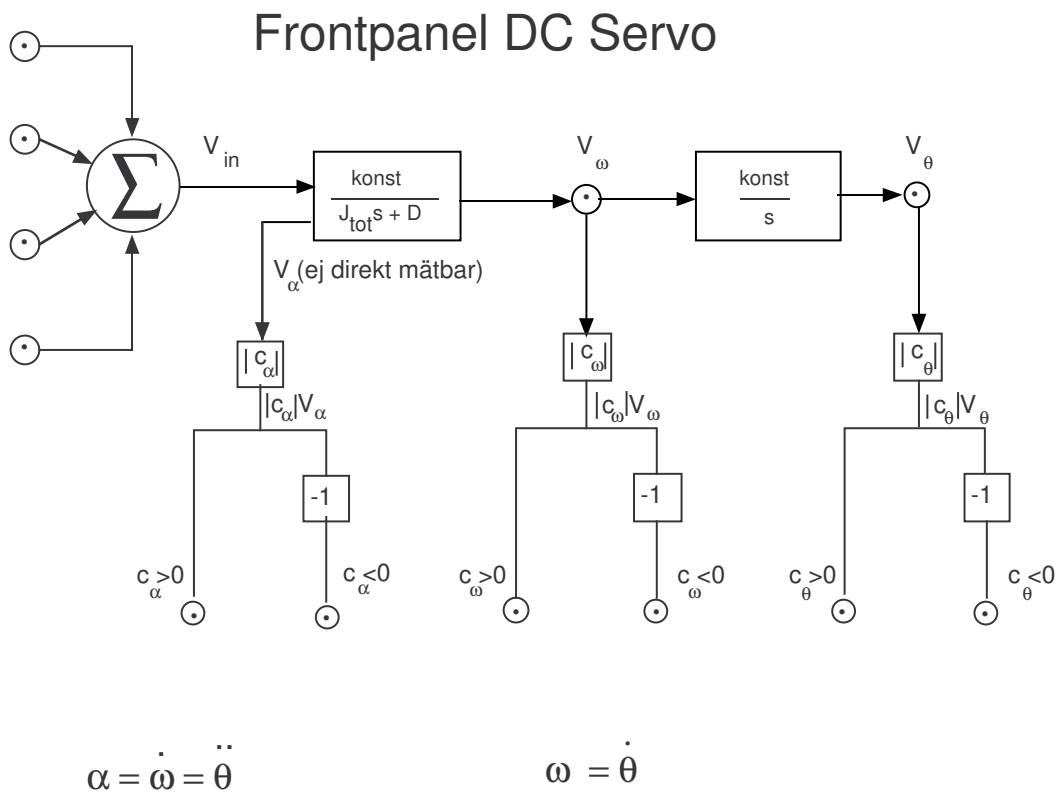 Frontpanel DC Servo
Σ
V_in
konst
J_tot s + D
V_ω
konst
s
V_θ
V_α (ej direkt mätbar)
|c_α|
|c_ω|
|c_θ|
|c_α|V_α
|c_ω|V_ω
|c_θ|V_θ
-1
-1
-1
c_α>0
c_α<0
c_ω>0
c_ω<0
c_θ>0
c_θ<0
α = ω̇ = θ̈
ω = θ̇